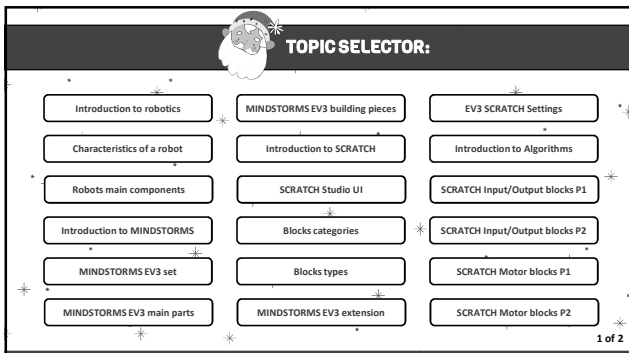 TOPIC SELECTOR:
Introduction to robotics
Characteristics of a robot
Robots main components
Introduction to MINDSTORMS
MINDSTORMS EV3 set
MINDSTORMS EV3 main parts
MINDSTORMS EV3 building pieces
Introduction to SCRATCH
SCRATCH Studio UI
Blocks categories
Blocks types
MINDSTORMS EV3 extension
EV3 SCRATCH Settings
Introduction to Algorithms
SCRATCH Input/Output blocks P1
SCRATCH Input/Output blocks P2
SCRATCH Motor blocks P1
SCRATCH Motor blocks P2
1 of 2